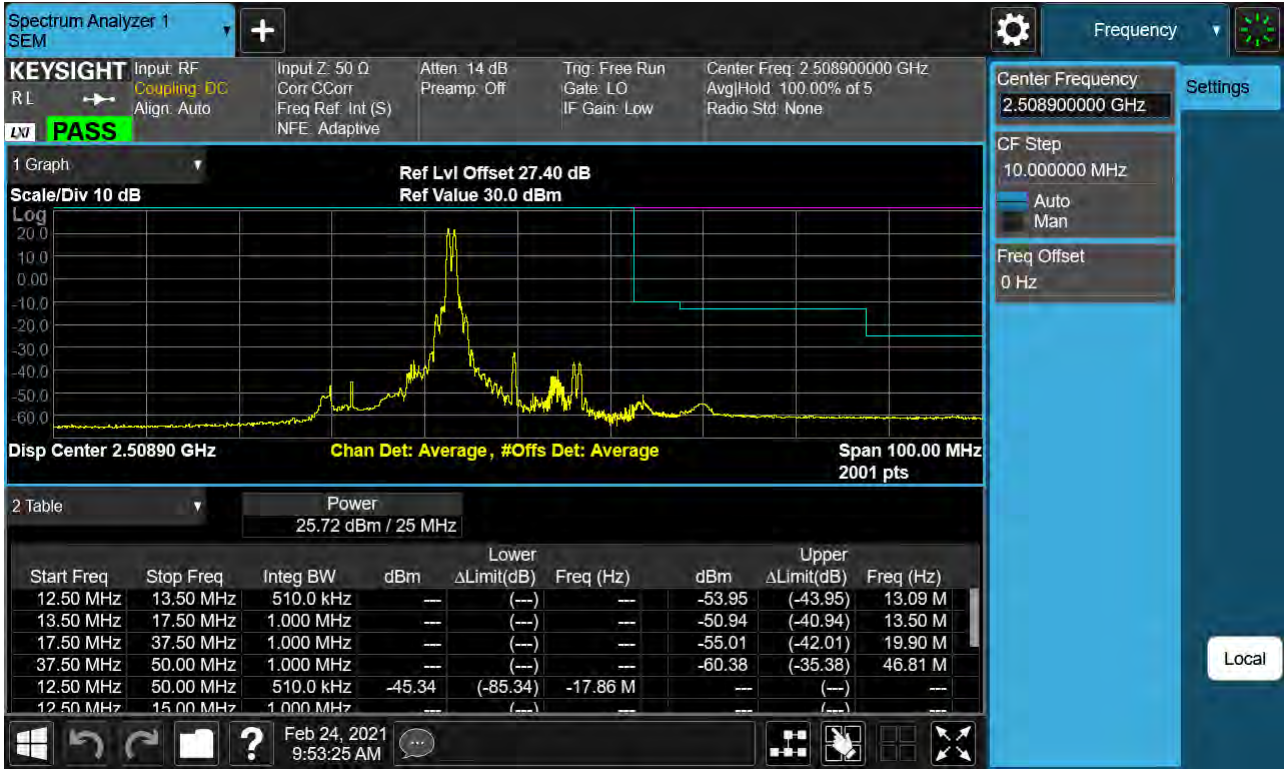 Spectrum Analyzer 1
SEM
Frequency
KEYSIGHT
R L
LXI
PASS
Input: RF
Coupling: DC
Align: Auto
Input Z: 50 Ω
Corr CCorr
Freq Ref: Int (S)
NFE: Adaptive
Atten: 14 dB
Preamp: Off
Trig: Free Run
Gate: LO
IF Gain: Low
Center Freq: 2.508900000 GHz
Avg|Hold: 100.00% of 5
Radio Std: None
Center Frequency
2.508900000 GHz
Settings
CF Step
10.000000 MHz
Auto
Man
Freq Offset
0 Hz
1 Graph
Scale/Div 10 dB
Ref Lvl Offset 27.40 dB
Ref Value 30.0 dBm
Log
20.0
10.0
0.00
-10.0
-20.0
-30.0
-40.0
-50.0
-60.0
Disp Center 2.50890 GHz
Chan Det: Average, #Offs Det: Average
Span 100.00 MHz
2001 pts
2 Table
Power
25.72 dBm / 25 MHz
Lower Upper
Start Freq Stop Freq Integ BW dBm ΔLimit(dB) Freq (Hz) dBm ΔLimit(dB) Freq (Hz)
12.50 MHz 13.50 MHz 510.0 kHz --- (---) --- -53.95 (-43.95) 13.09 M
13.50 MHz 17.50 MHz 1.000 MHz --- (---) --- -50.94 (-40.94) 13.50 M
17.50 MHz 37.50 MHz 1.000 MHz --- (---) --- -55.01 (-42.01) 19.90 M
37.50 MHz 50.00 MHz 1.000 MHz --- (---) --- -60.38 (-35.38) 46.81 M
12.50 MHz 50.00 MHz 510.0 kHz -45.34 (-85.34) -17.86 M --- (---) ---
12.50 MHz 15.00 MHz 1.000 MHz --- (---) --- --- (---) ---
Local
?
Feb 24, 2021
9:53:25 AM